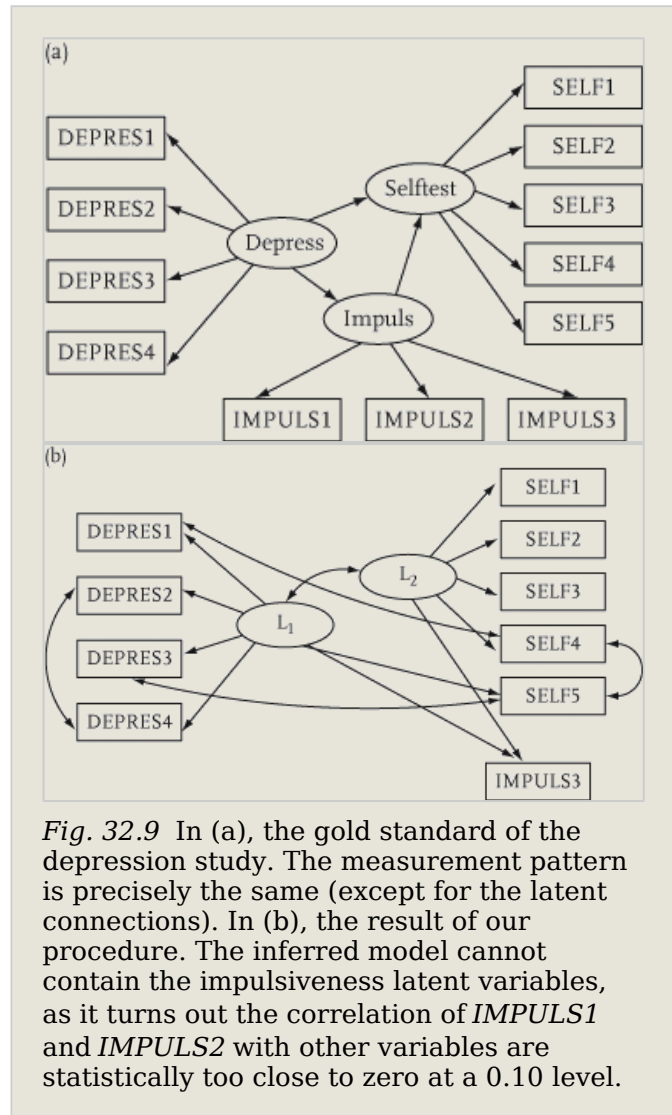 (a)
SELF1
DEPRES1
SELF2
Selftest
DEPRES2
SELF3
Depress
DEPRES3
SELF4
Impuls
SELF5
DEPRES4
IMPULS1 IMPULS2 IMPULS3
(b)
SELF1
DEPRES1
SELF2
L2
DEPRES2
SELF3
L1
SELF4
DEPRES3
SELF5
DEPRES4
IMPULS3
Fig. 32.9 In (a), the gold standard of the
depression study. The measurement pattern
is precisely the same (except for the latent
connections). In (b), the result of our
procedure. The inferred model cannot
contain the impulsiveness latent variables,
as it turns out the correlation of IMPULS1
and IMPULS2 with other variables are
statistically too close to zero at a 0.10 level.